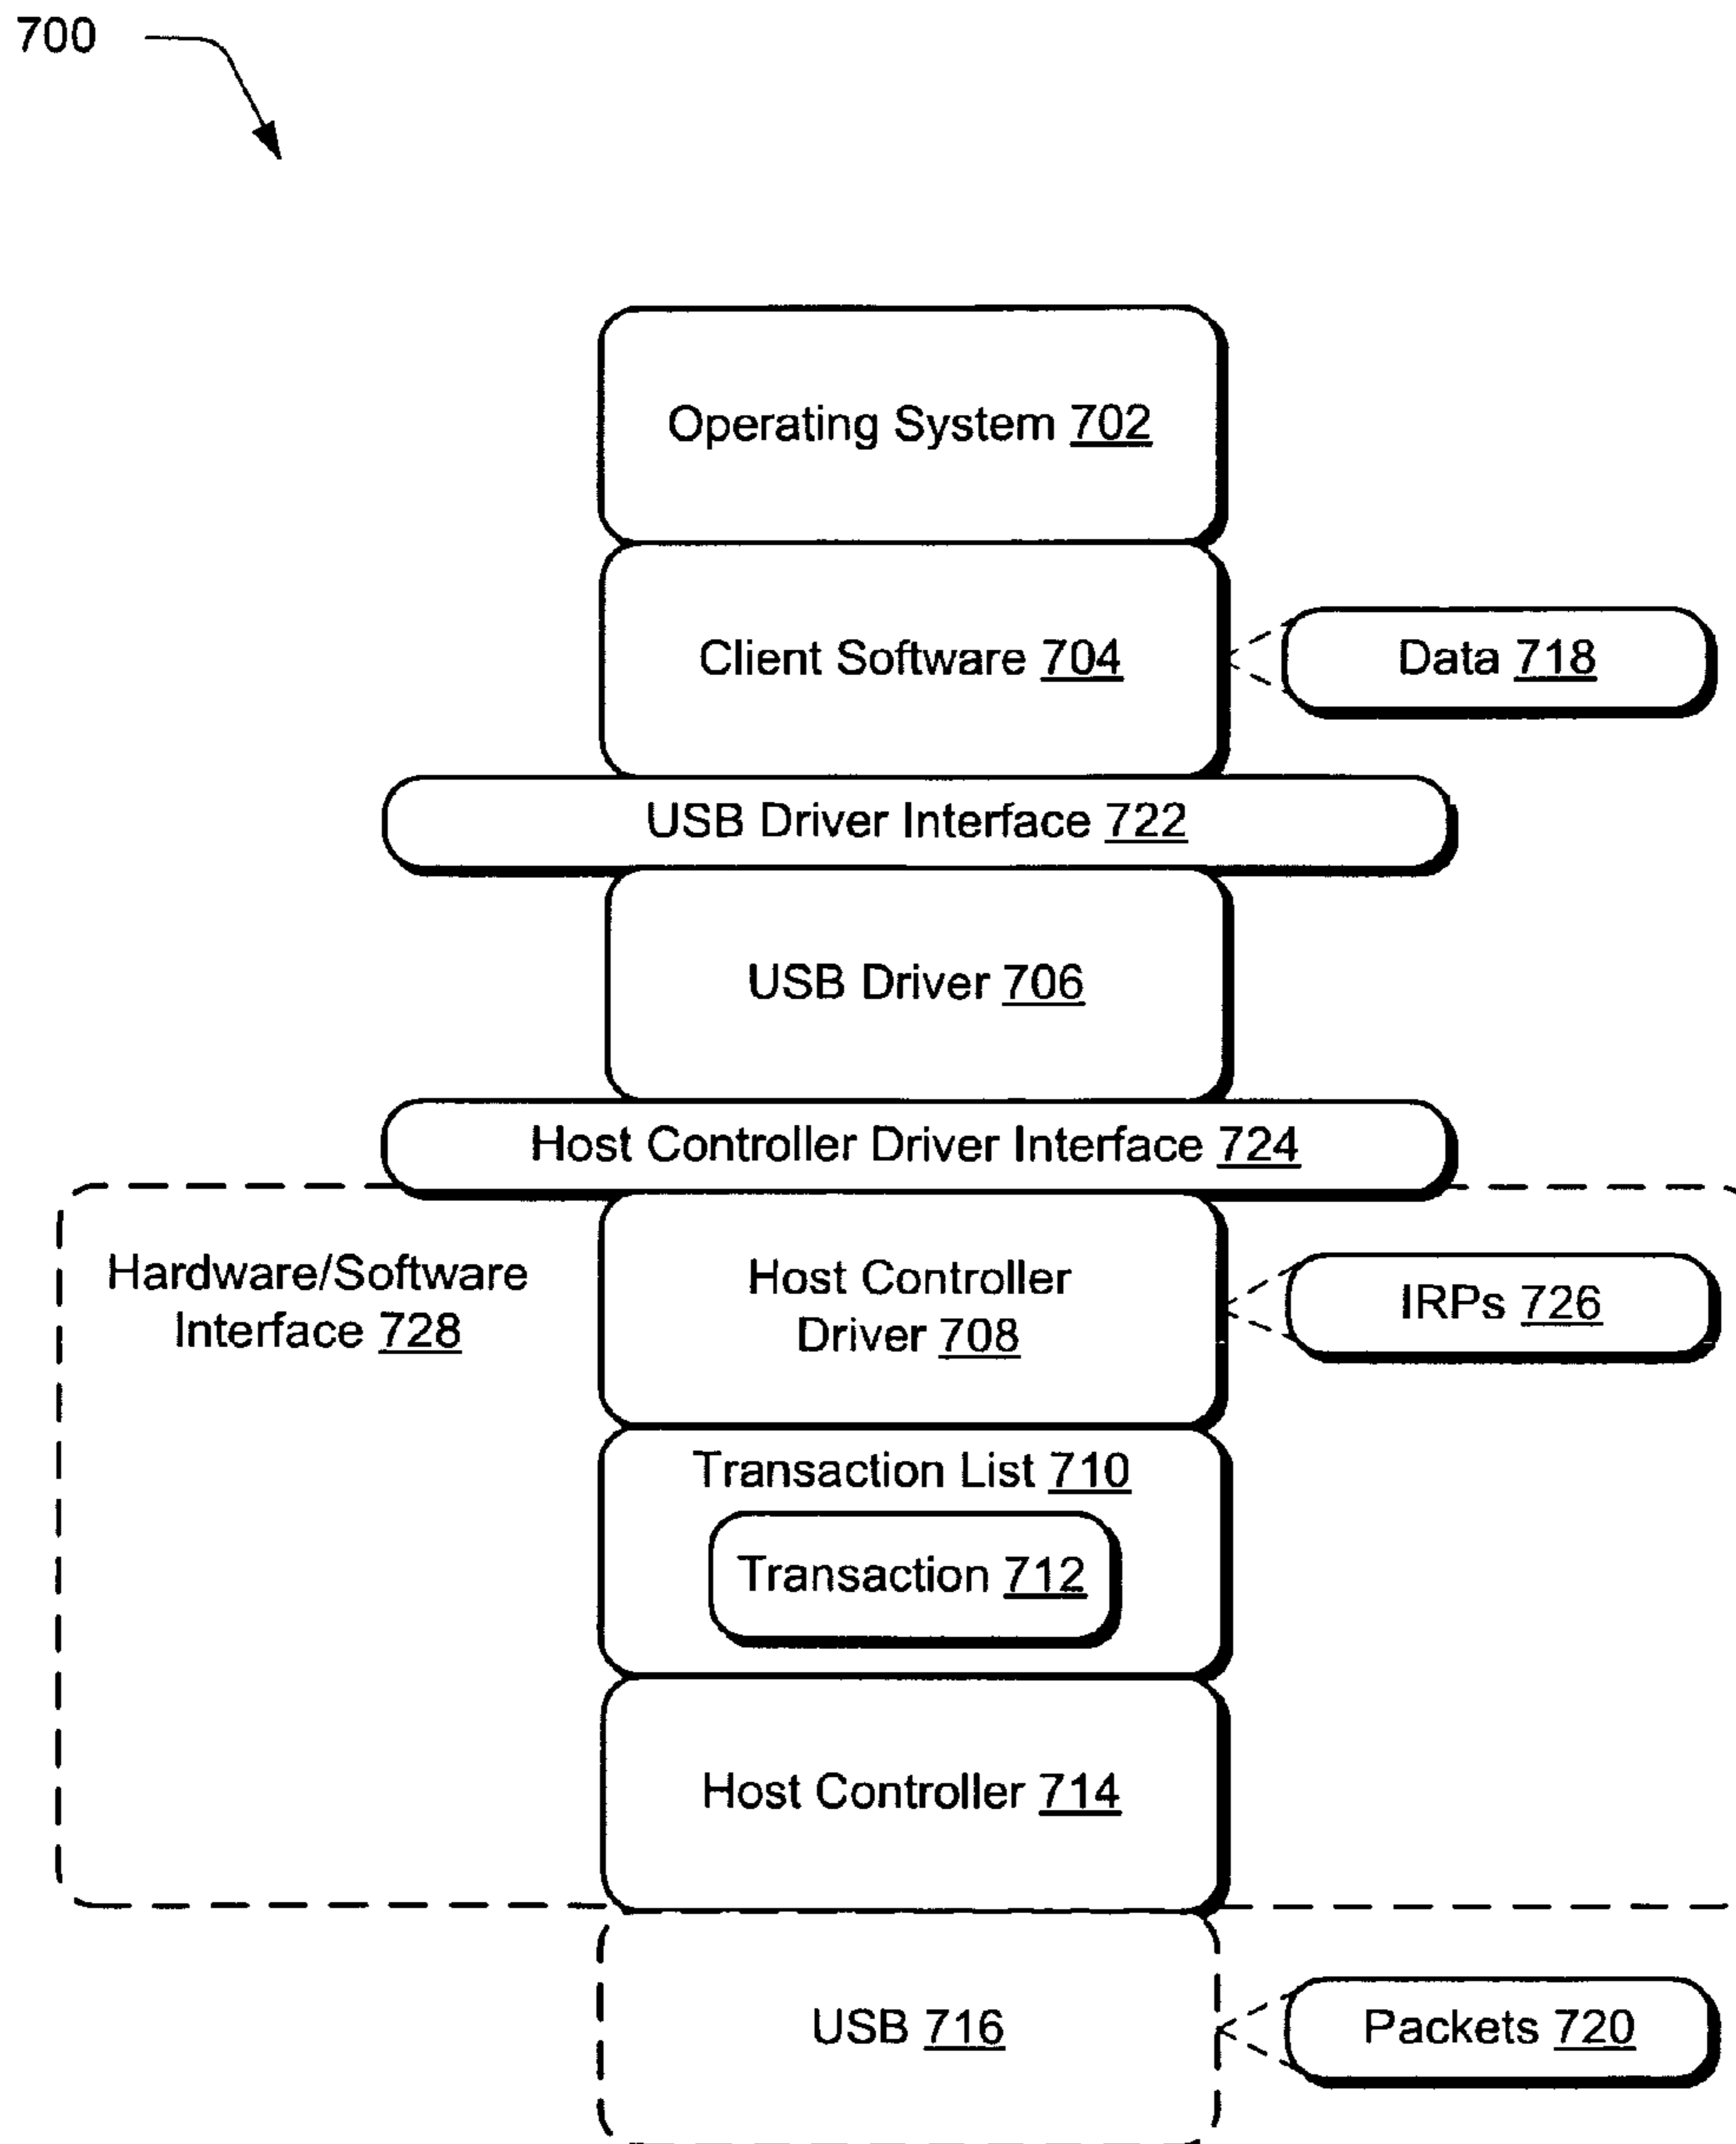 700
Operating System 702
Client Software 704
Data 718
USB Driver Interface 722
USB Driver 706
Host Controller Driver Interface 724
Hardware/Software
Interface 728
Host Controller
Driver 708
IRPs 726
Transaction List 710
Transaction 712
Host Controller 714
USB 716
Packets 720